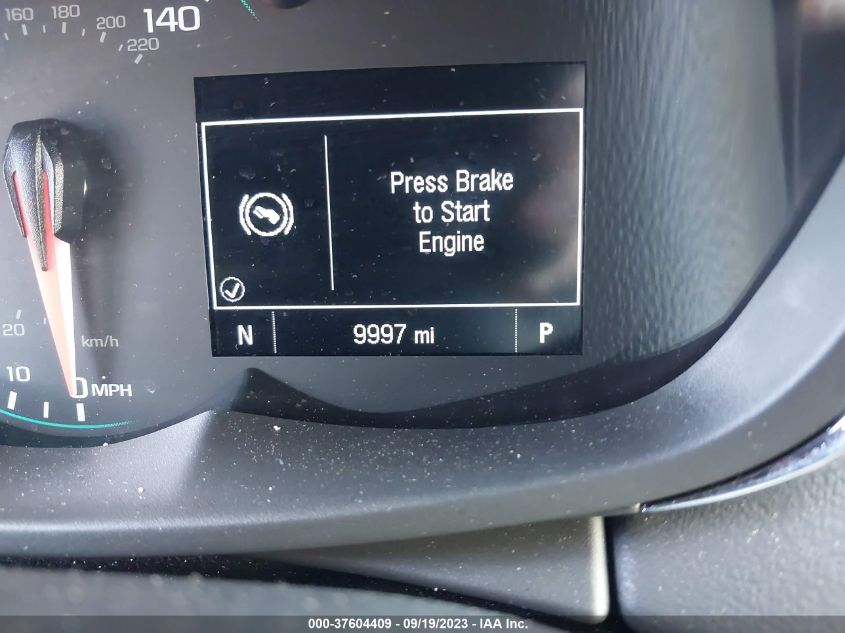 160 180 200 140
220
Press Brake
to Start
Engine
N 9997 mi P
20 km/h
10 0 MPH
000-37604409 - 09/19/2023 - IAA Inc.